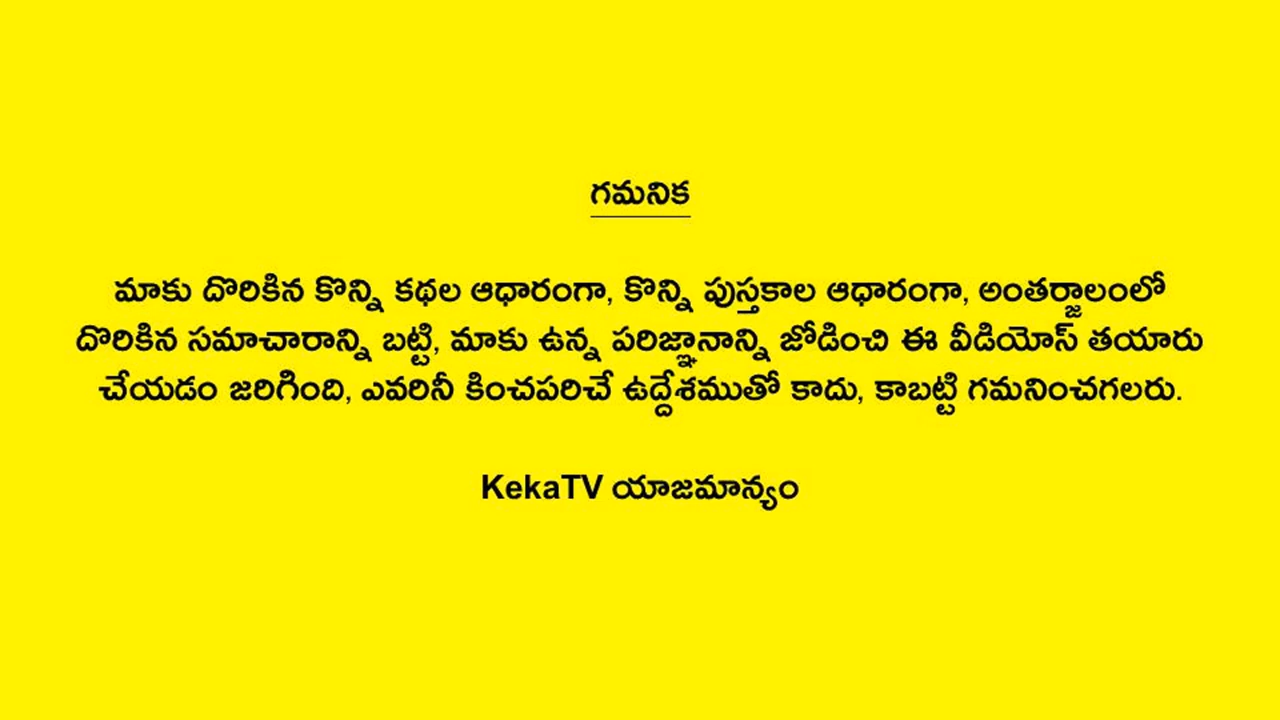 గమనిక
మాకు దొరికిన కొన్ని కథల ఆధారంగా, కొన్ని పుస్తకాల ఆధారంగా, అంతర్జాలంలో
దొరికిన సమాచారాన్ని బట్టి, మాకు ఉన్న పరిజ్ఞానాన్ని జోడించి ఈ వీడియోస్ తయారు
చేయడం జరిగింది, ఎవరినీ కించపరిచే ఉద్దేశముతో కాదు, కాబట్టి గమనించగలరు.
KekaTV యాజమాన్యం